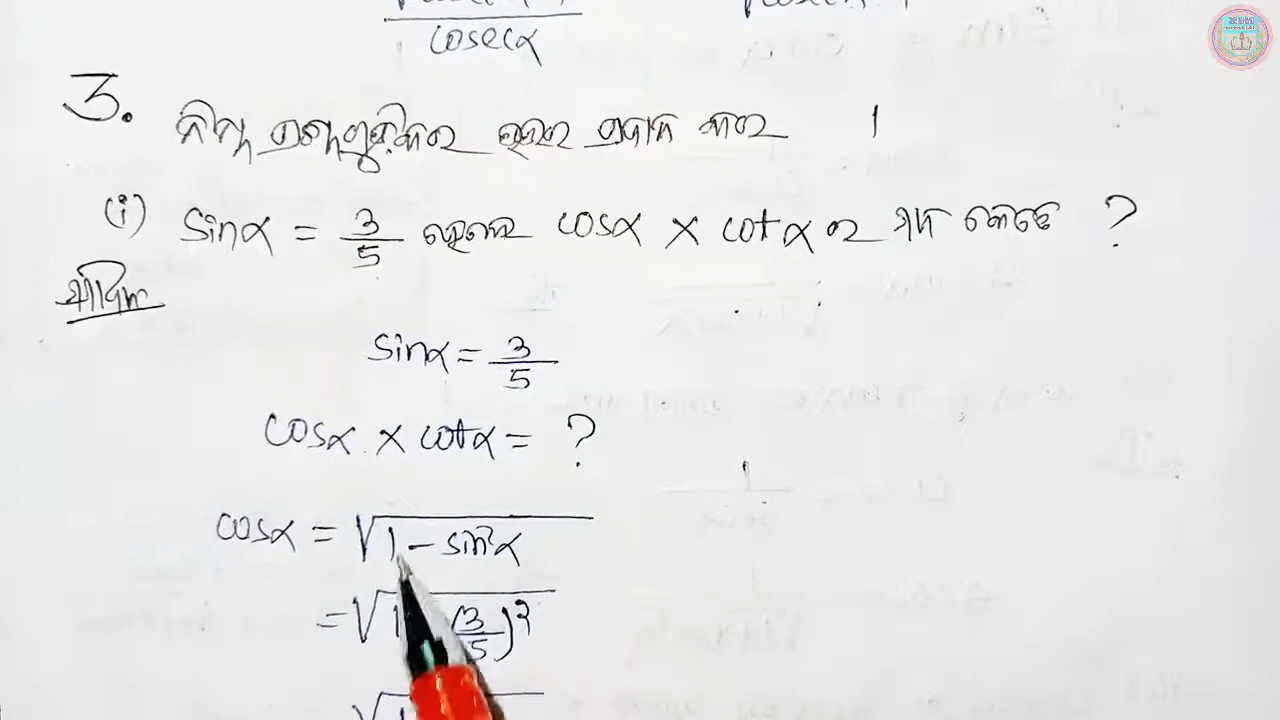 cosecα
3. ନିମ୍ନ ପ୍ରଶ୍ନଗୁଡ଼ିକର ଉତ୍ତର ପ୍ରଦାନ କର ।
(i) sinα = 3/5 ହେଲେ cosα × cotα ର ମାନ କେତେ ?
sinα = 3/5
cosα × cotα = ?
cosα = √1 − sin²α
= √1 (3/5)²